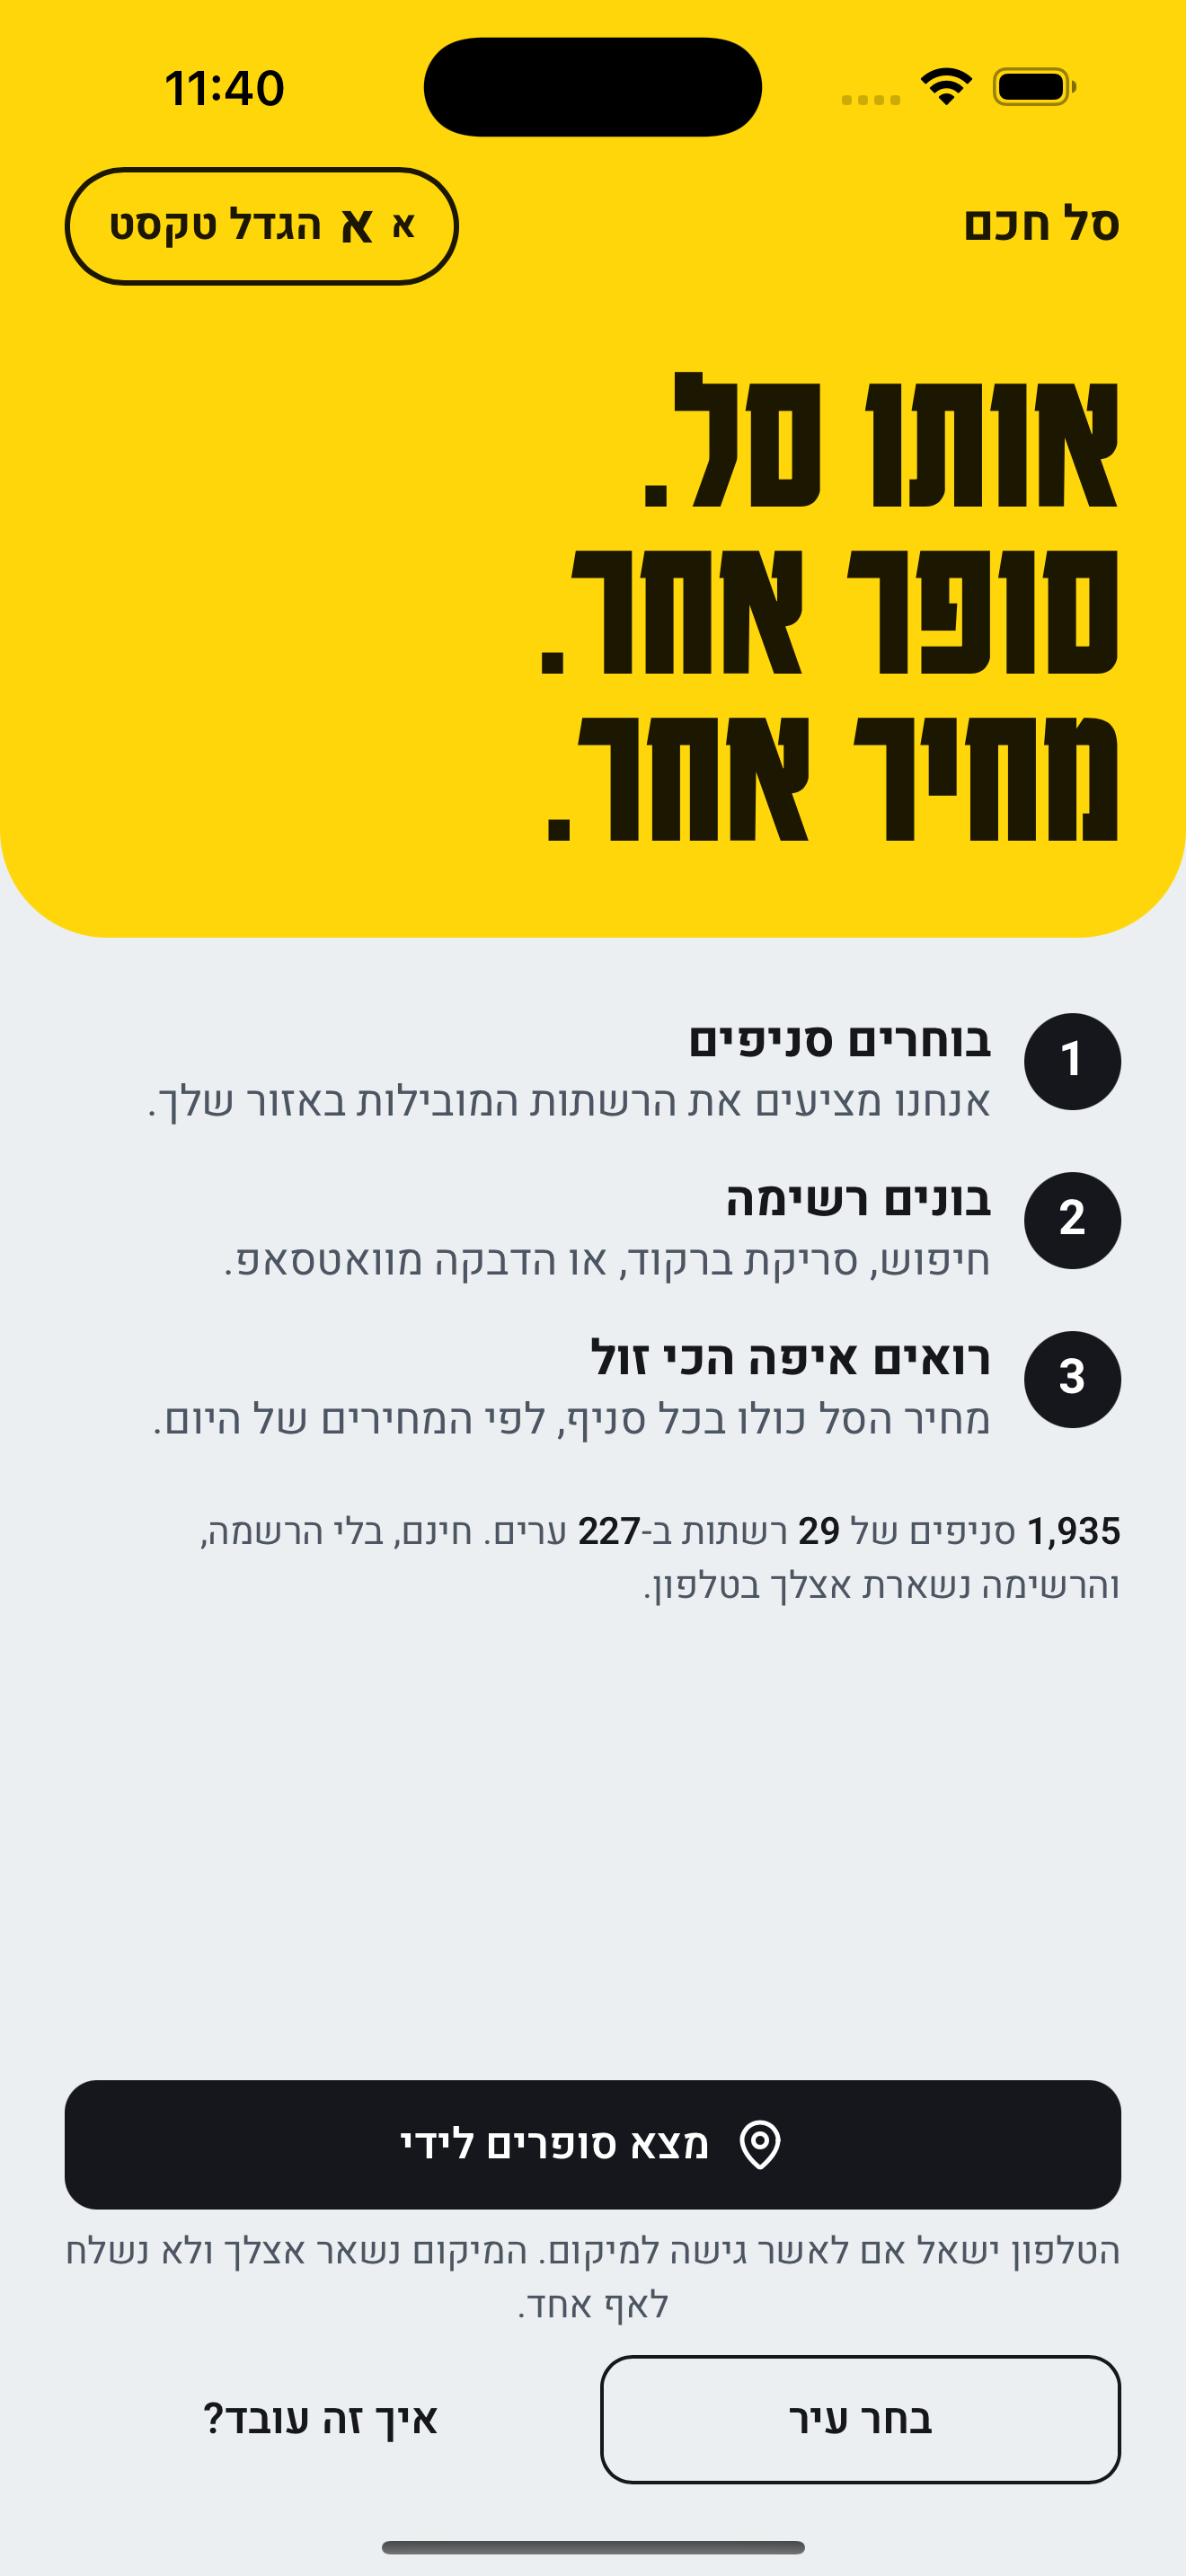 11:40
סל חכם
א א הגדל טקסט
אותו סל.
סופר אחר.
מחיר אחר.
1
בוחרים סניפים
אנחנו מציעים את הרשתות המובילות באזור שלך.
2
בונים רשימה
חיפוש, סריקת ברקוד, או הדבקה מוואטסאפ.
3
רואים איפה הכי זול
מחיר הסל כולו בכל סניף, לפי המחירים של היום.
1,935 סניפים של 29 רשתות ב-227 ערים. חינם, בלי הרשמה,
והרשימה נשארת אצלך בטלפון.
מצא סופרים לידי
הטלפון ישאל אם לאשר גישה למיקום. המיקום נשאר אצלך ולא נשלח
לאף אחד.
בחר עיר
איך זה עובד?